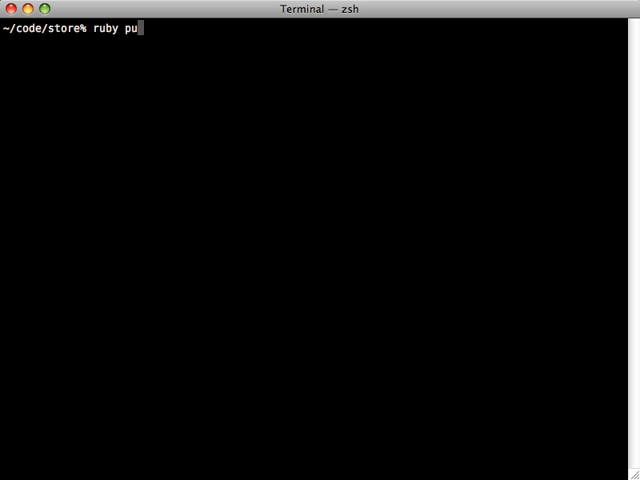 Terminal — zsh
~/code/store% ruby pu